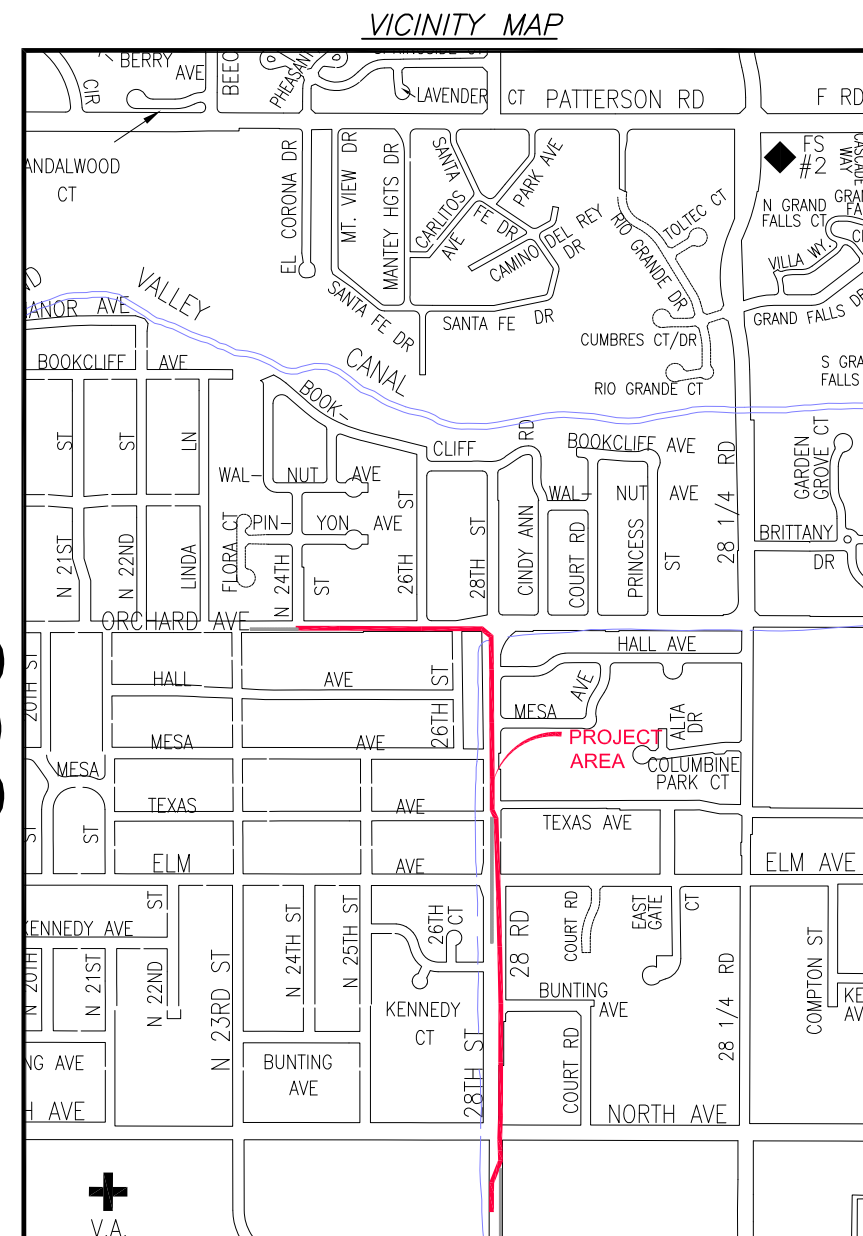 VICINITY MAP
BERRY
AVE
CIR
BEEC
PHEASANT
LAVENDER CT
PATTERSON RD
F RD
FS
#2
CASCADE
WAY
ANDALWOOD
CT
EL CORONA DR
MT. VIEW DR
MANTEY HGTS DR
SANTA
FE DR
CARLITOS
AVE
PARK AVE
CAMINO DEL REY
DR
RIO GRANDE DR
TOLTEC CT
N GRAND
FALLS CT
GRAN
FA
VILLA WY.
GRAND FALLS DR
VALLEY
CANAL
ANOR AVE
SANTA FE DR
SANTA FE DR
CUMBRES CT/DR
RIO GRANDE CT
S GRA
FALLS
BOOKCLIFF AVE
BOOK-
CLIFF
RD
BOOKCLIFF AVE
ST
ST
LN
WAL-
NUT
AVE
ST
WAL-
NUT
AVE
28 1/4 RD
GARDEN
GROVE CT
N 21ST
N 22ND
LINDA
FLORA CT
PIN-
YON
AVE
N 24TH
ST
26TH
28TH ST
CINDY ANN
COURT RD
PRINCESS
ST
BRITTANY
DR
ORCHARD AVE
HALL AVE
20TH ST
HALL
AVE
26TH ST
MESA
AVE
ALTA
DR
MESA
AVE
PROJECT
AREA
COLUMBINE
PARK CT
MESA
ST
ST
TEXAS
AVE
TEXAS AVE
ELM
AVE
ELM AVE
ST
KENNEDY AVE
N 20TH
N 21ST
N 22ND
N 23RD ST
N 24TH ST
N 25TH ST
26TH
CT
KENNEDY
CT
28 RD
COURT RD
EAST
GATE
CT
BUNTING
AVE
28 1/4 RD
COMPTON ST
KE
AV
NG AVE
BUNTING
AVE
28TH ST
COURT RD
H AVE
NORTH AVE
V.A.